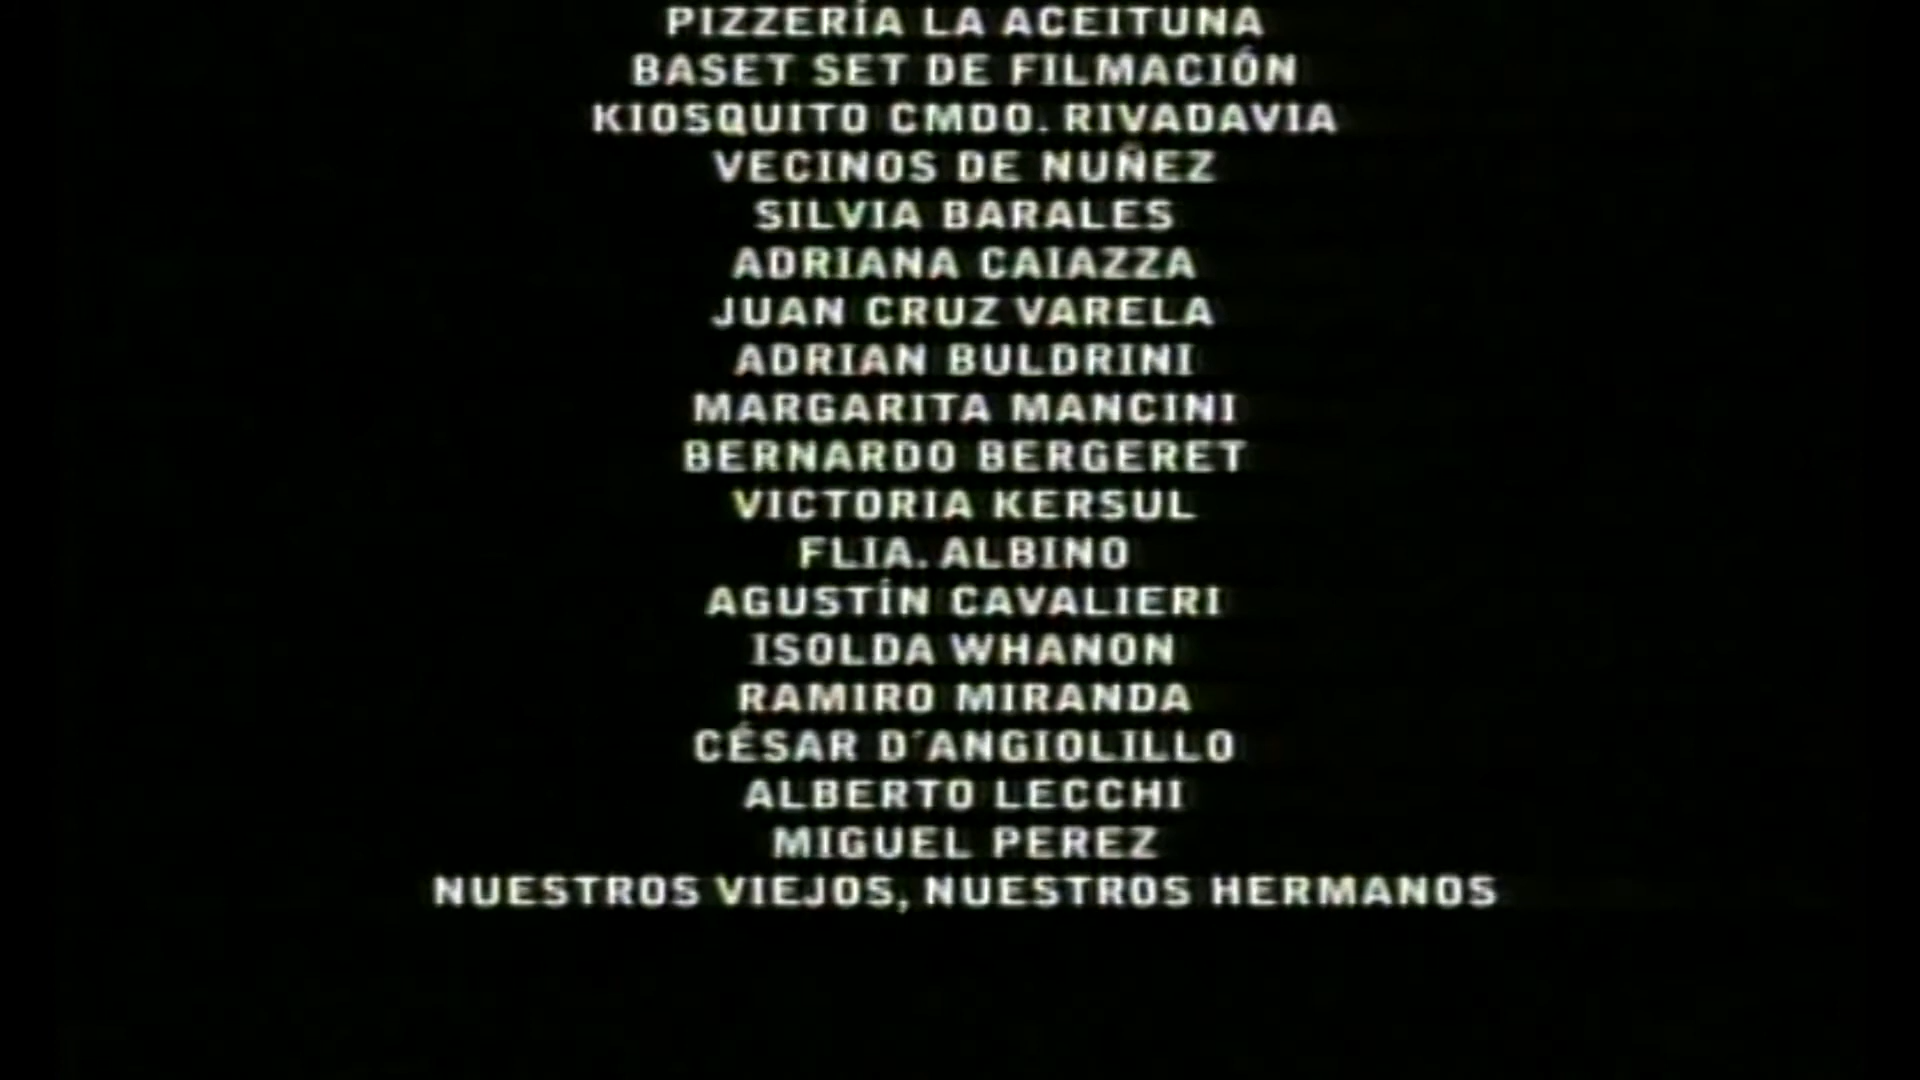 PIZZERÍA LA ACEITUNA
BASET SET DE FILMACIÓN
KIOSQUITO CMDO. RIVADAVIA
VECINOS DE NUÑEZ
SILVIA BARALES
ADRIANA CAIAZZA
JUAN CRUZ VARELA
ADRIAN BULDRINI
MARGARITA MANCINI
BERNARDO BERGERET
VICTORIA KERSUL
FLIA. ALBINO
AGUSTÍN CAVALIERI
ISOLDA WHANON
RAMIRO MIRANDA
CÉSAR D´ANGIOLILLO
ALBERTO LECCHI
MIGUEL PEREZ
NUESTROS VIEJOS, NUESTROS HERMANOS